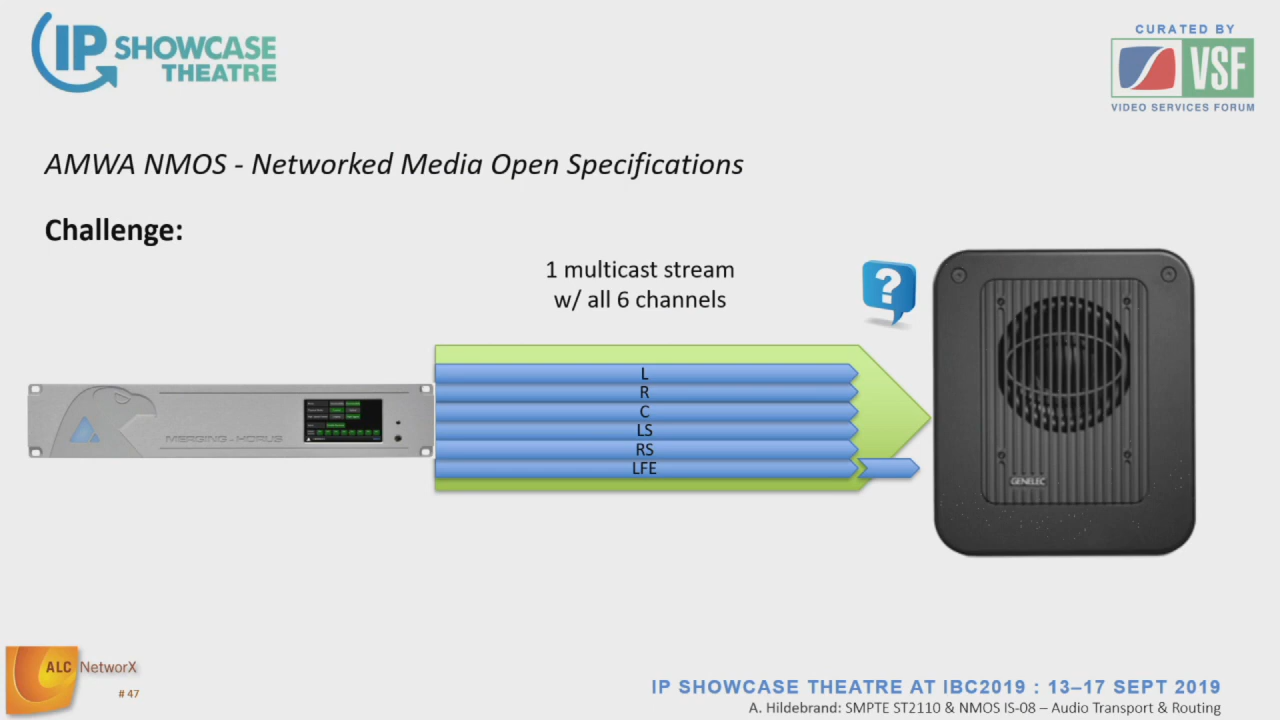 IP SHOWCASE
THEATRE
CURATED BY
VSF
VIDEO SERVICES FORUM
AMWA NMOS - Networked Media Open Specifications
Challenge:
1 multicast stream
w/ all 6 channels
?
L
R
C
LS
RS
LFE
MERGING - HORUS
GENELEC
ALC NetworX
# 47
IP SHOWCASE THEATRE AT IBC2019 : 13–17 SEPT 2019
A. Hildebrand: SMPTE ST2110 & NMOS IS-08 – Audio Transport & Routing